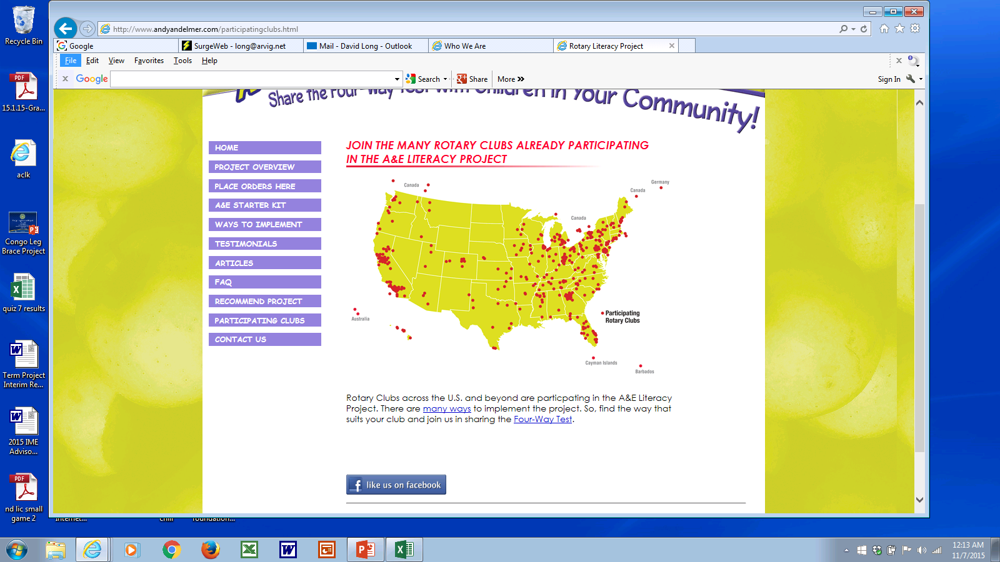 Recycle Bin
15.1.15-Gra...
aclk
Congo Leg
Brace Project
quiz 7 results
Term Project
Interim Re...
2015 IME
Adviso...
nd lic small
game 2
http://www.andyandelmer.com/participatingclubs.html
Google
SurgeWeb - long@arvig.net
Mail - David Long - Outlook
Who We Are
Rotary Literacy Project
File Edit View Favorites Tools Help
Google Search Share More Sign In
Share the Four-Way Test with Children in Your Community!
HOME
PROJECT OVERVIEW
PLACE ORDERS HERE
A&E STARTER KIT
WAYS TO IMPLEMENT
TESTIMONIALS
ARTICLES
FAQ
RECOMMEND PROJECT
PARTICIPATING CLUBS
CONTACT US
JOIN THE MANY ROTARY CLUBS ALREADY PARTICIPATING
IN THE A&E LITERACY PROJECT
Canada
Germany
Canada
Canada
Participating
Rotary Clubs
Australia
Cayman Islands
Barbados
Rotary Clubs across the U.S. and beyond are particpating in the A&E Literacy
Project. There are many ways to implement the project. So, find the way that
suits your club and join us in sharing the Four-Way Test.
like us on facebook
12:13 AM
11/7/2015